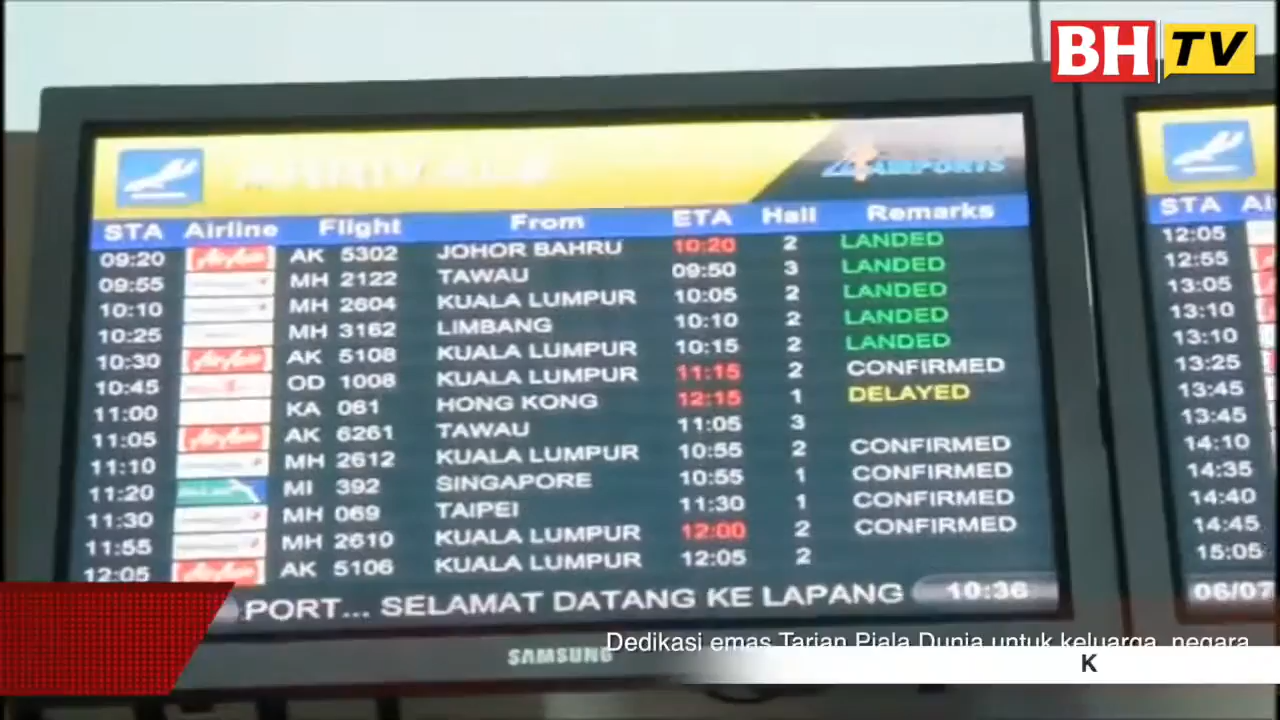 BH TV
ARRIVALS
AIRPORTS
STA Airline Flight From ETA Hall Remarks
09:20 AirAsia AK 5302 JOHOR BAHRU 10:20 2 LANDED
09:55 MH 2122 TAWAU 09:50 3 LANDED
10:10 MH 2604 KUALA LUMPUR 10:05 2 LANDED
10:25 MH 3162 LIMBANG 10:10 2 LANDED
10:30 AirAsia AK 5108 KUALA LUMPUR 10:15 2 LANDED
10:45 OD 1008 KUALA LUMPUR 11:15 2 CONFIRMED
11:00 KA 061 HONG KONG 12:15 1 DELAYED
11:05 AirAsia AK 6261 TAWAU 11:05 3
11:10 MH 2612 KUALA LUMPUR 10:55 2 CONFIRMED
11:20 MI 392 SINGAPORE 10:55 1 CONFIRMED
11:30 MH 069 TAIPEI 11:30 1 CONFIRMED
11:55 MH 2610 KUALA LUMPUR 12:00 2 CONFIRMED
12:05 AirAsia AK 5106 KUALA LUMPUR 12:05 2
PORT... SELAMAT DATANG KE LAPANG 10:36
SAMSUNG
STA
12:05
12:55
13:05
13:10
13:10
13:25
13:45
13:45
14:10
14:35
14:40
14:45
15:05
06/07
Dedikasi emas Tarian Piala Dunia untuk keluarga, negara
K